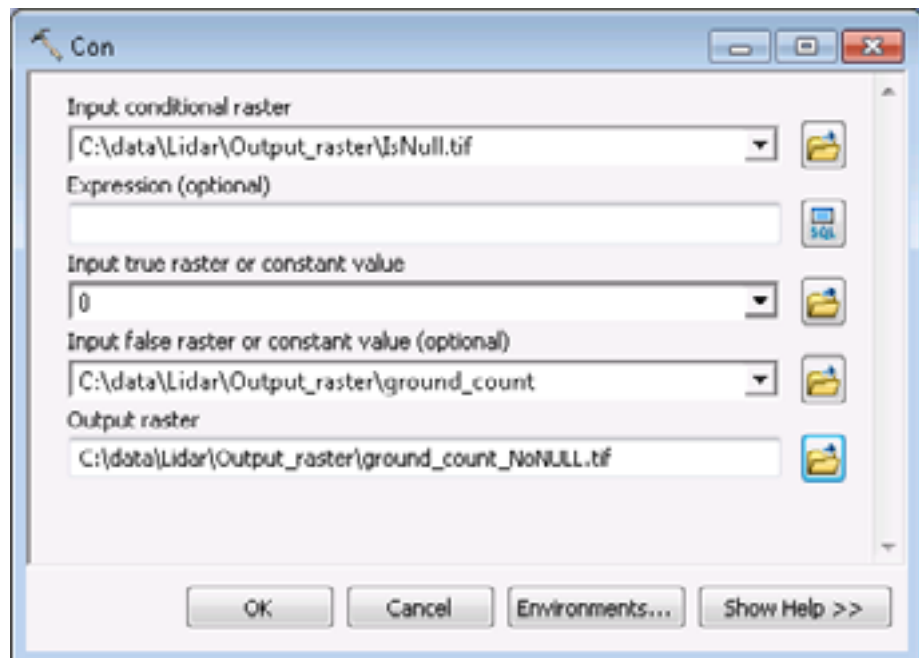 Con
Input conditional raster
C:\data\Lidar\Output_raster\IsNull.tif
Expression (optional)
SQL
Input true raster or constant value
0
Input false raster or constant value (optional)
C:\data\Lidar\Output_raster\ground_count
Output raster
C:\data\Lidar\Output_raster\ground_count_NoNULL.tif
OK Cancel Environments... Show Help >>